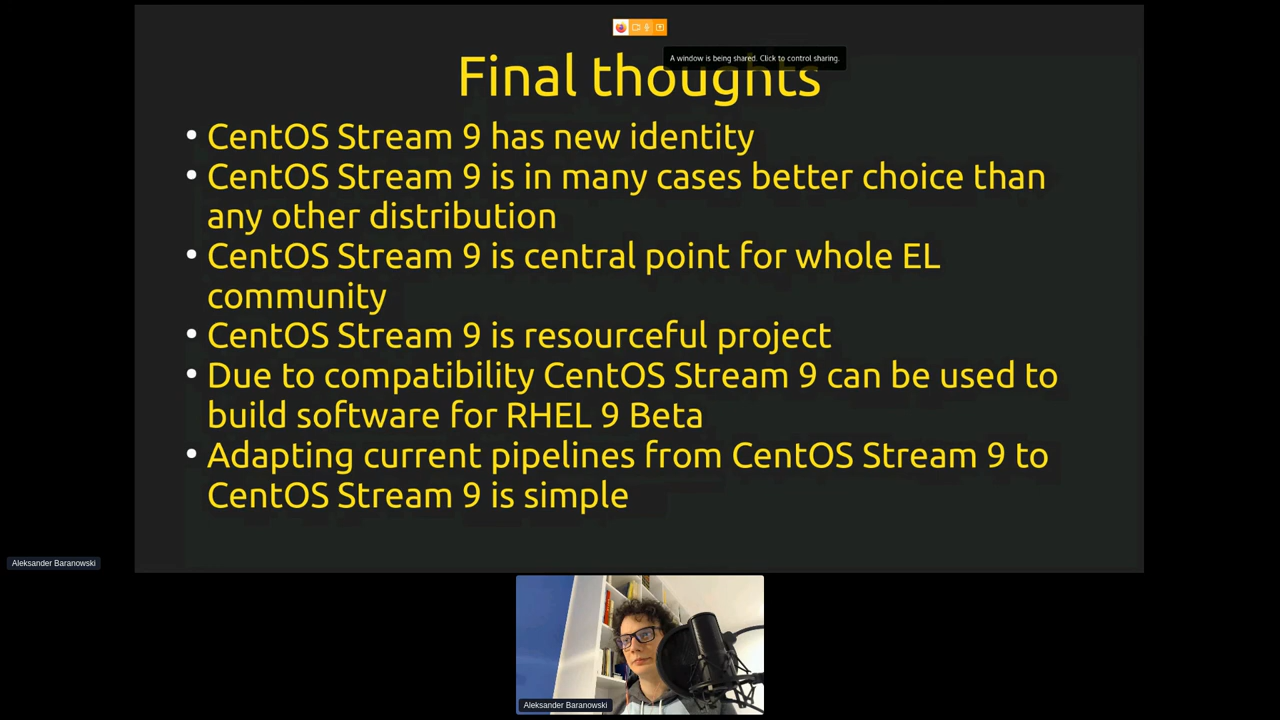 A window is being shared. Click to control sharing.
Final thoughts
CentOS Stream 9 has new identity
CentOS Stream 9 is in many cases better choice than
any other distribution
CentOS Stream 9 is central point for whole EL
community
CentOS Stream 9 is resourceful project
Due to compatibility CentOS Stream 9 can be used to
build software for RHEL 9 Beta
Adapting current pipelines from CentOS Stream 9 to
CentOS Stream 9 is simple
Aleksander Baranowski
Aleksander Baranowski